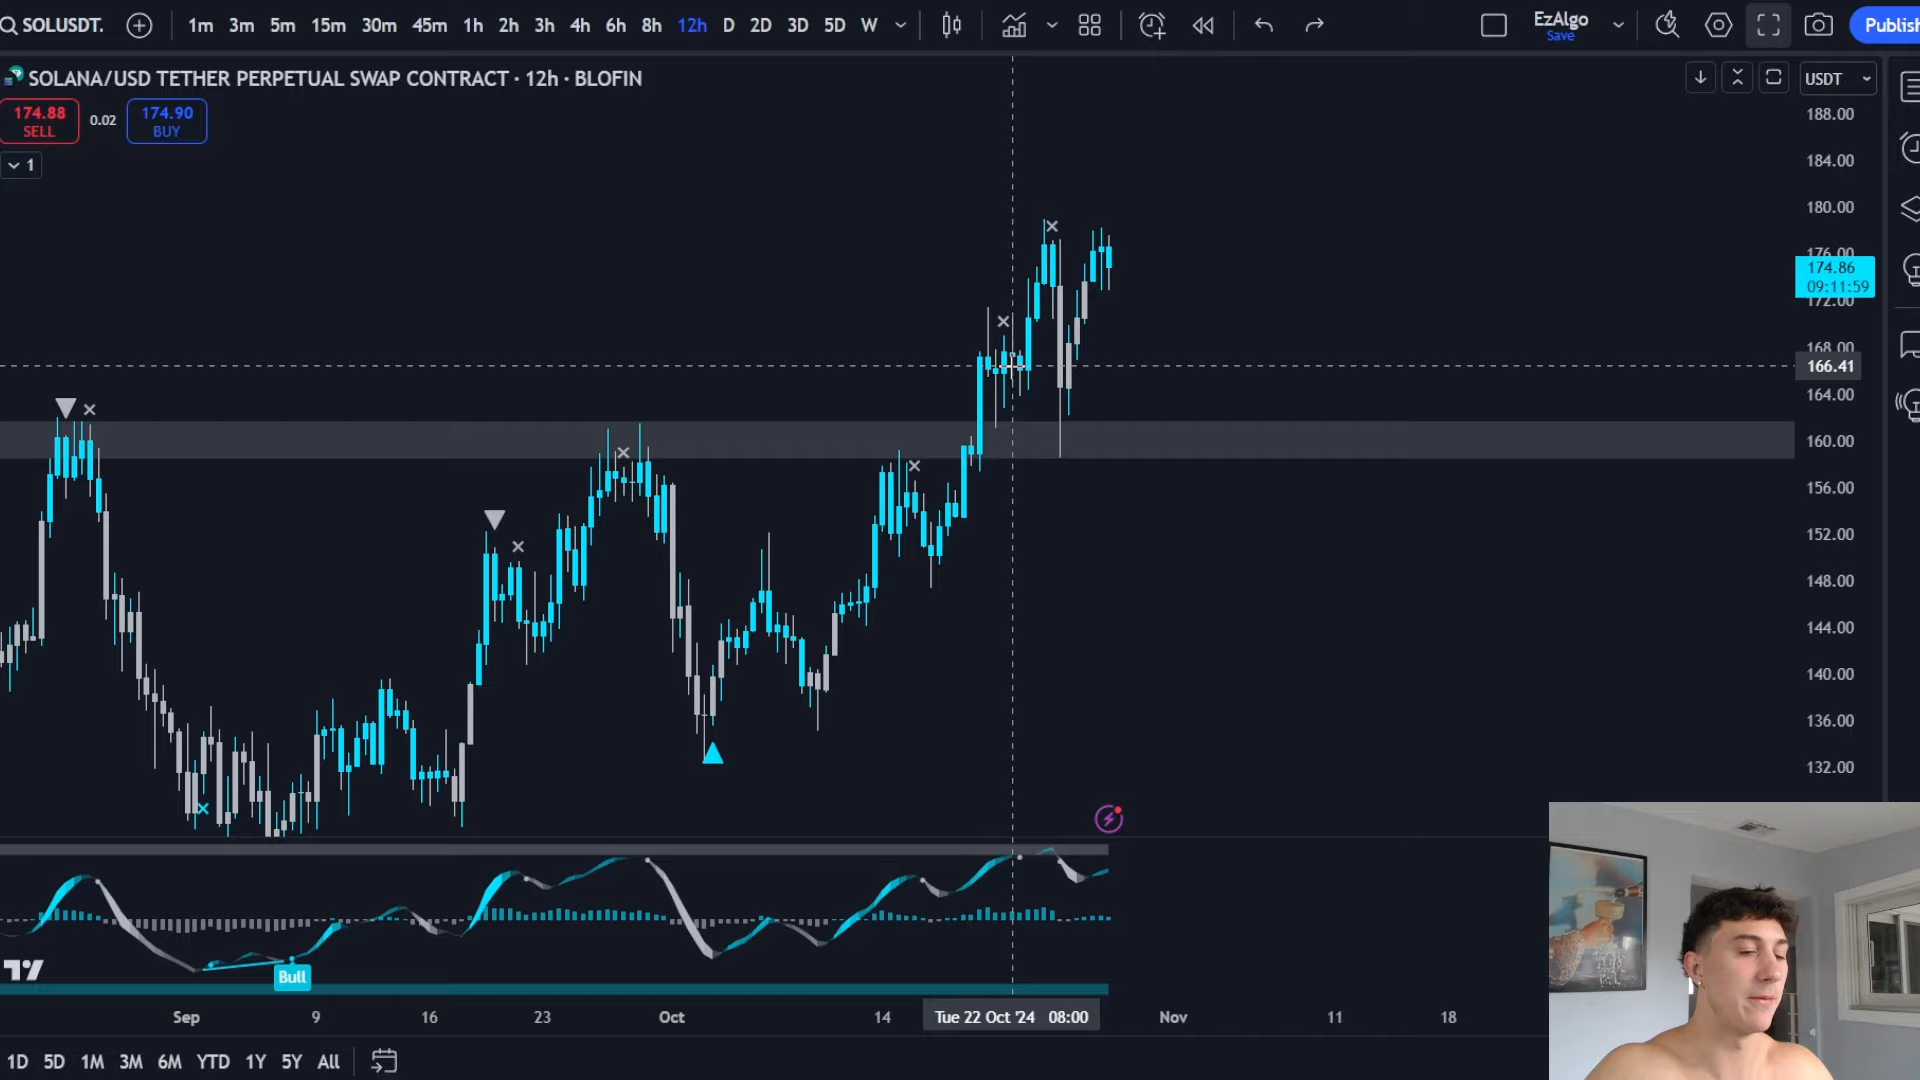 SOLUSDT.
1m 3m 5m 15m 30m 45m 1h 2h 3h 4h 6h 8h 12h D 2D 3D 5D W
EzAlgo
Save
Publish
SOLANA/USD TETHER PERPETUAL SWAP CONTRACT · 12h · BLOFIN
USDT
174.88
SELL
0.02
174.90
BUY
1
188.00
184.00
180.00
176.00
174.86
09:11:59
172.00
168.00
166.41
164.00
160.00
156.00
152.00
148.00
144.00
140.00
136.00
132.00
Bull
Sep 9 16 23 Oct 14 Tue 22 Oct '24 08:00 Nov 11 18
1D 5D 1M 3M 6M YTD 1Y 5Y All